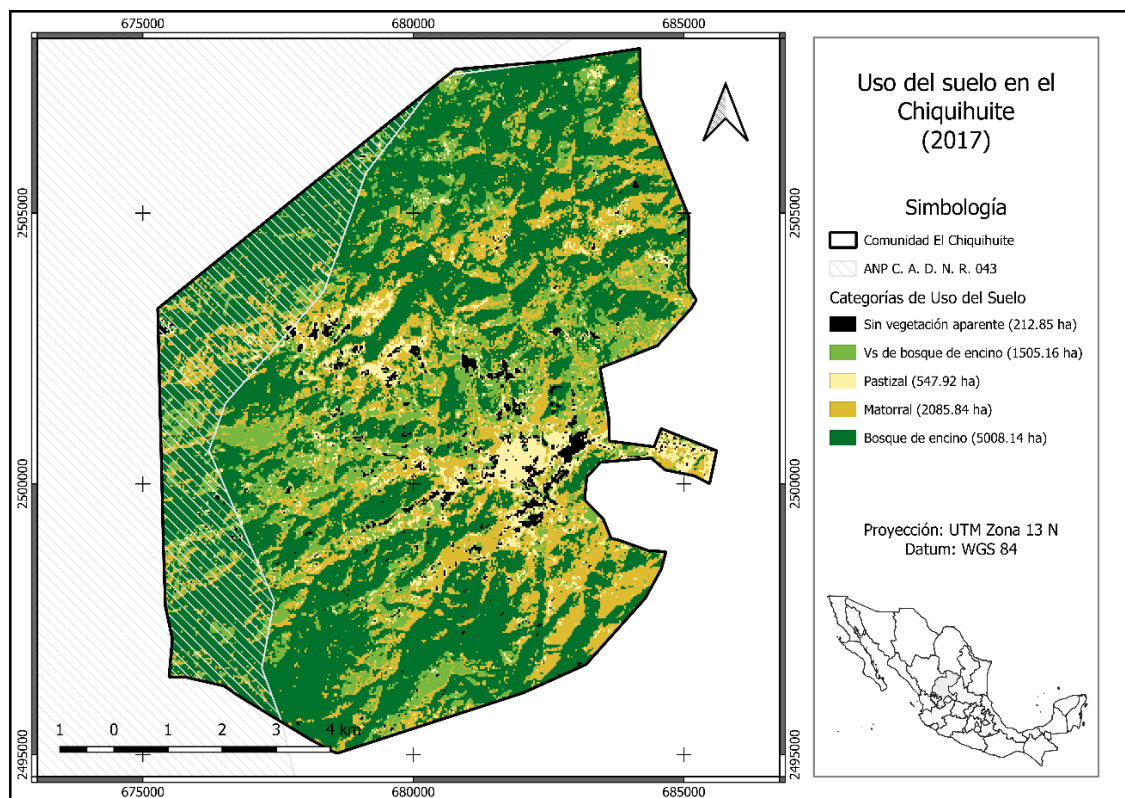 675000
680000
685000
2505000
2505000
2500000
2500000
2495000
2495000
1 0 1 2 3 4 km
675000
680000
685000
Uso del suelo en el
Chiquihuite
(2017)
Simbología
Comunidad El Chiquihuite
ANP C. A. D. N. R. 043
Categorías de Uso del Suelo
Sin vegetación aparente (212.85 ha)
Vs de bosque de encino (1505.16 ha)
Pastizal (547.92 ha)
Matorral (2085.84 ha)
Bosque de encino (5008.14 ha)
Proyección: UTM Zona 13 N
Datum: WGS 84